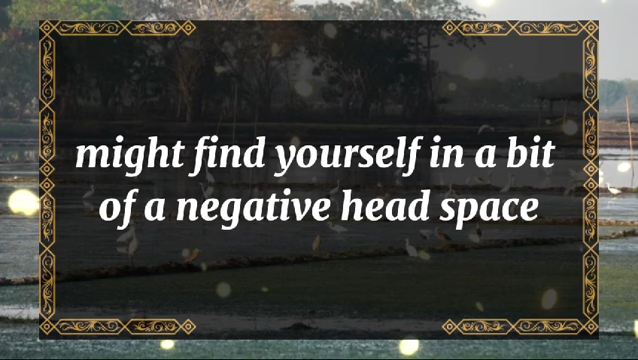 might find yourself in a bit
of a negative head space